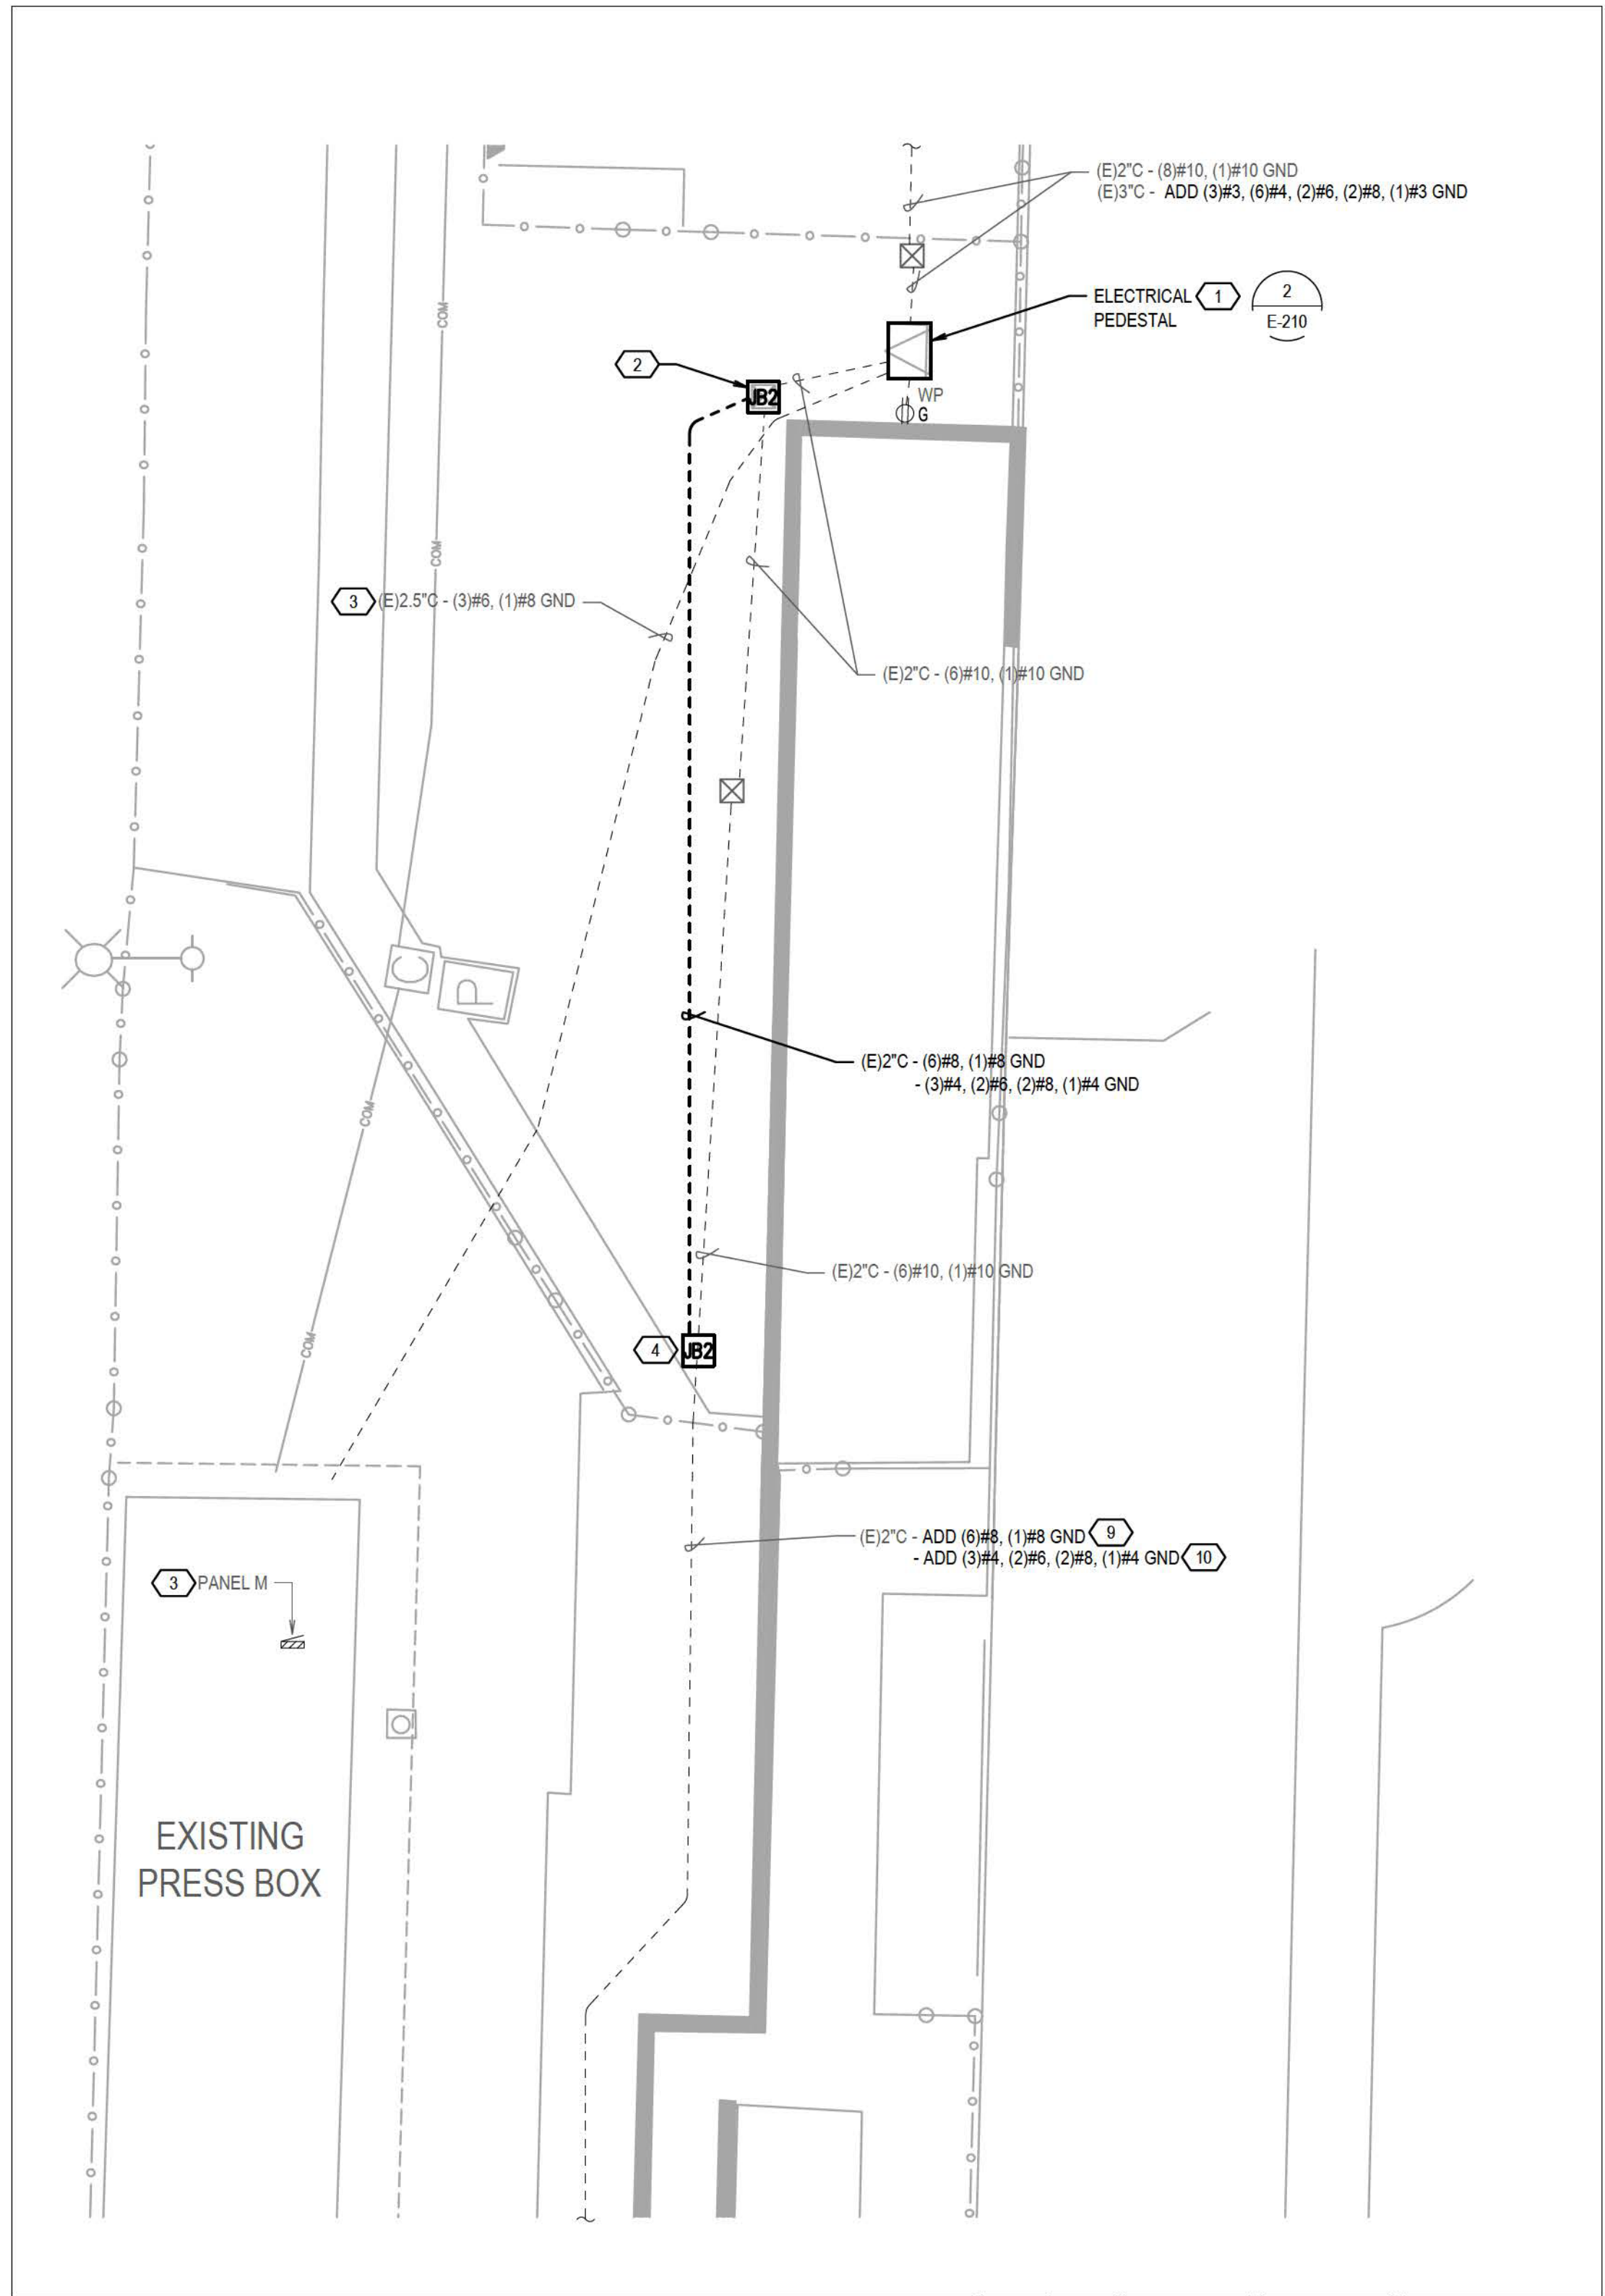 (E)2"C - (8)#10, (1)#10 GND
(E)3"C - ADD (3)#3, (6)#4, (2)#6, (2)#8, (1)#3 GND
COM
ELECTRICAL 1
PEDESTAL
2
E-210
2
JB2
WP
G
COM
3 (E)2.5"C - (3)#6, (1)#8 GND
(E)2"C - (6)#10, (1)#10 GND
C
P
(E)2"C - (6)#8, (1)#8 GND
- (3)#4, (2)#6, (2)#8, (1)#4 GND
COM
(E)2"C - (6)#10, (1)#10 GND
COM
4 JB2
(E)2"C - ADD (6)#8, (1)#8 GND 9
- ADD (3)#4, (2)#6, (2)#8, (1)#4 GND 10
3 PANEL M
EXISTING
PRESS BOX